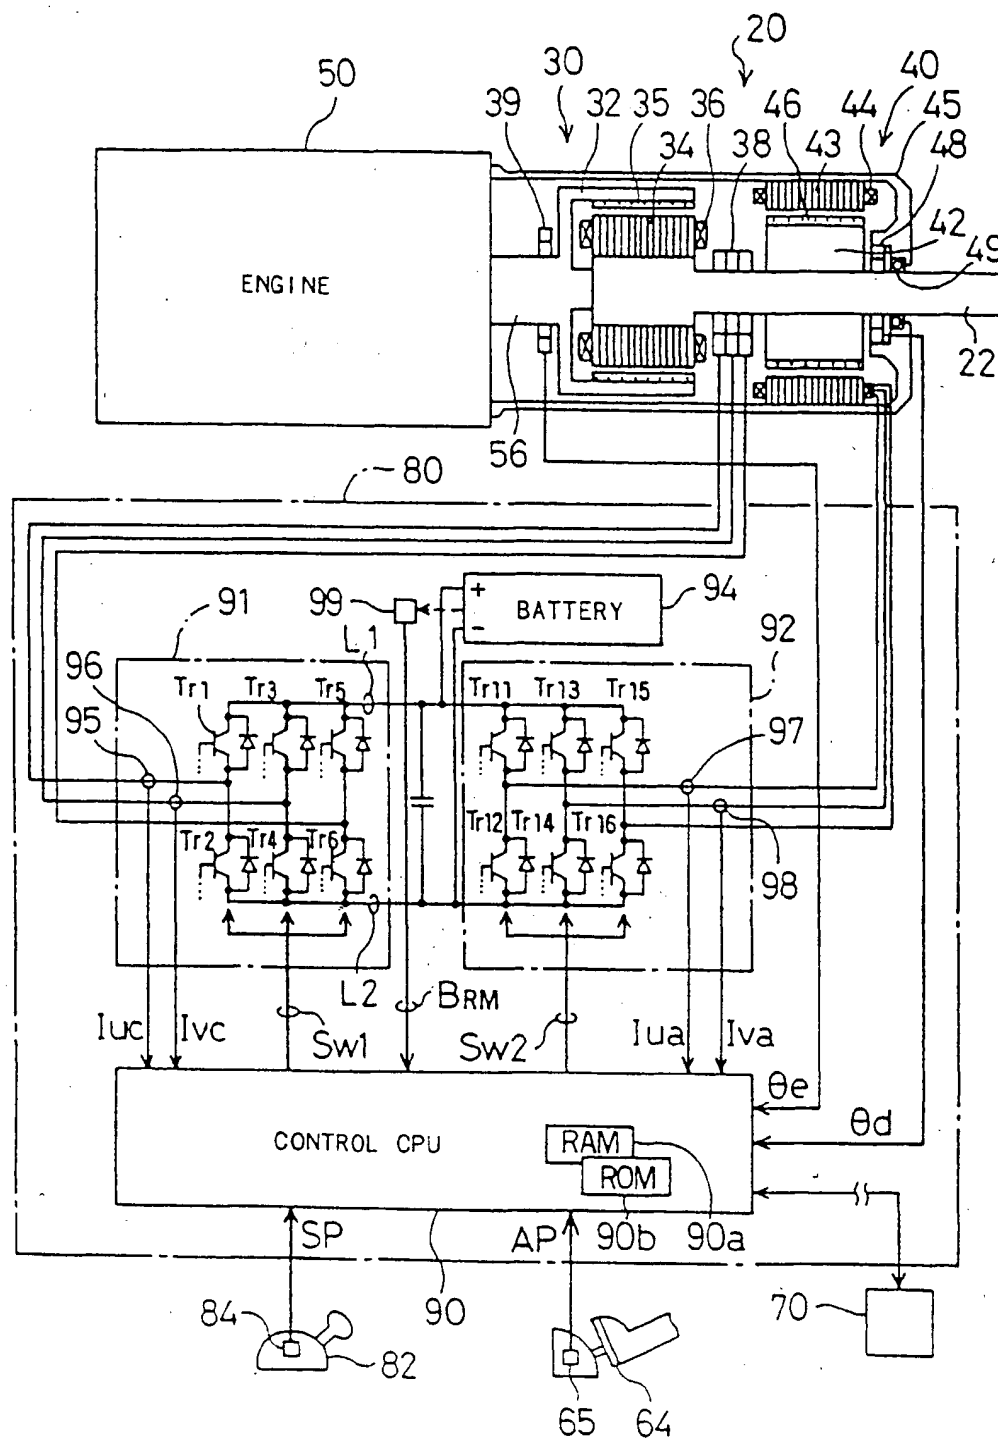 20
50
30
40
39
32
35
36
46
44
45
34
38
43
48
42
49
ENGINE
22
56
80
99
+
BATTERY
-
94
91
L1
92
96
Tr1
Tr3
Tr5
Tr11
Tr13
Tr15
95
97
Tr2
Tr4
Tr6
Tr12
Tr14
Tr16
98
L2
BRM
Iuc
Ivc
Sw1
Sw2
Iua
Iva
θe
θd
CONTROL CPU
RAM
ROM
SP
AP
90b
90a
84
90
70
82
65
64